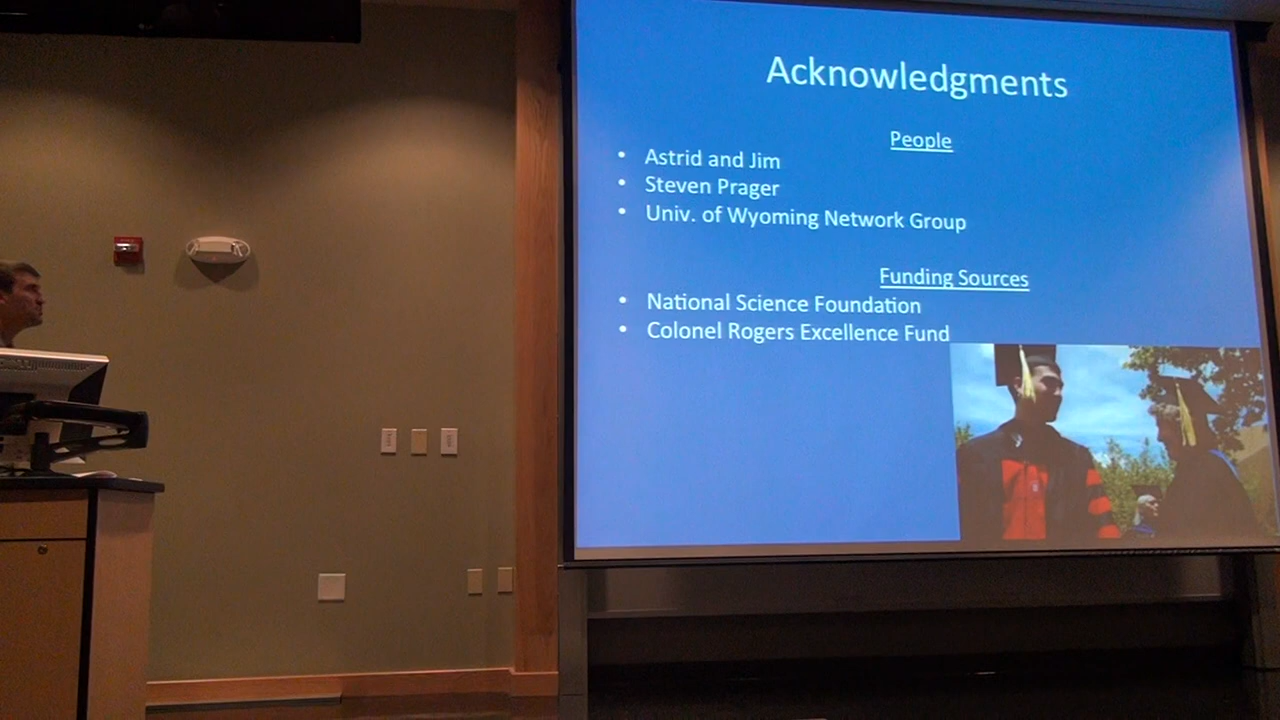 Acknowledgments
People
• Astrid and Jim
• Steven Prager
• Univ. of Wyoming Network Group
Funding Sources
• National Science Foundation
• Colonel Rogers Excellence Fund